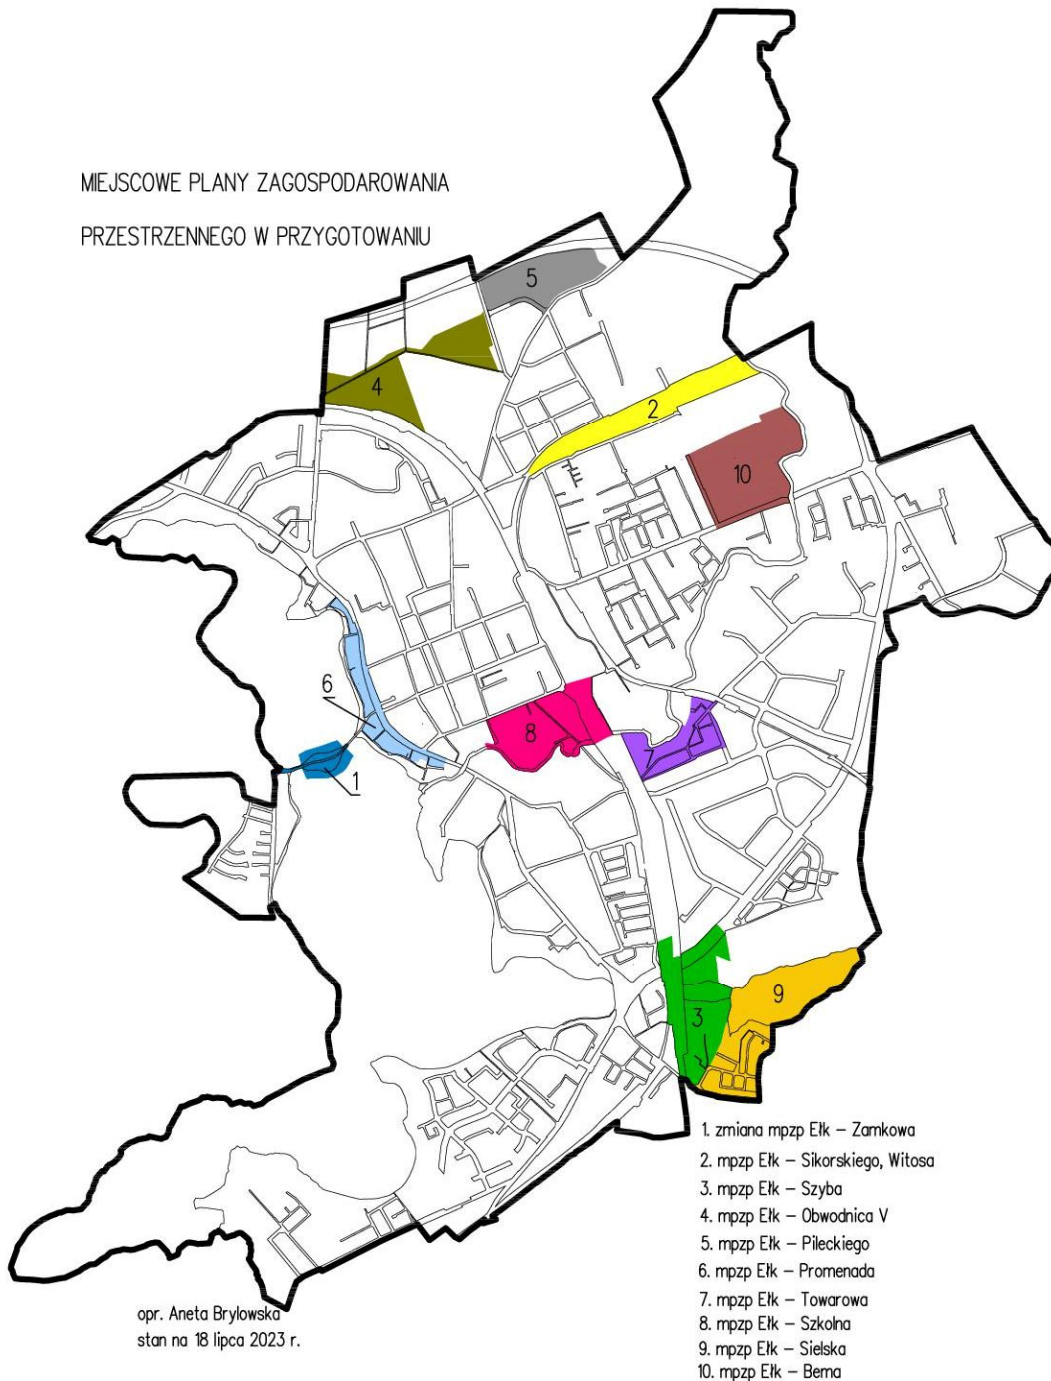 MIEJSCOWE PLANY ZAGOSPODAROWANIA
PRZESTRZENNEGO W PRZYGOTOWANIU
5
4
2
10
6
8
7
1
9
3
1. zmiana mpzp Ełk – Zamkowa
2. mpzp Ełk – Sikorskiego, Witosa
3. mpzp Ełk – Szyba
4. mpzp Ełk – Obwodnica V
5. mpzp Ełk – Pileckiego
6. mpzp Ełk – Promenada
7. mpzp Ełk – Towarowa
8. mpzp Ełk – Szkolna
9. mpzp Ełk – Sielska
10. mpzp Ełk – Bema
opr. Aneta Brylowska
stan na 18 lipca 2023 r.